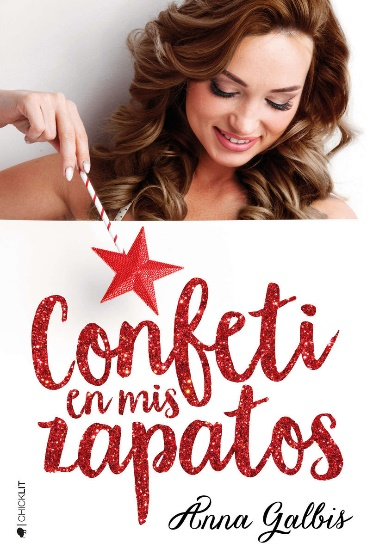 Confeti
en mis
zapatos
Anna Galbis
CHICKLIT